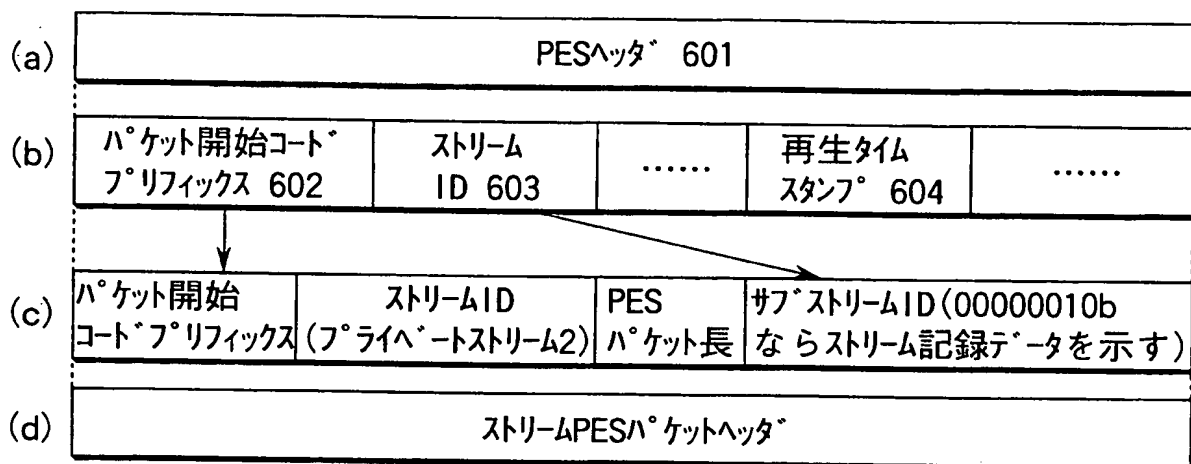 (a)
PESヘッダ 601
(b)
パケット開始コード
プリフィックス 602
ストリーム
ID 603
……
再生タイム
スタンプ 604
……
(c)
パケット開始
コードプリフィックス
ストリームID
(プライベートストリーム2)
PES
パケット長
サブストリームID(00000010b
ならストリーム記録データを示す)
(d)
ストリームPESパケットヘッダ